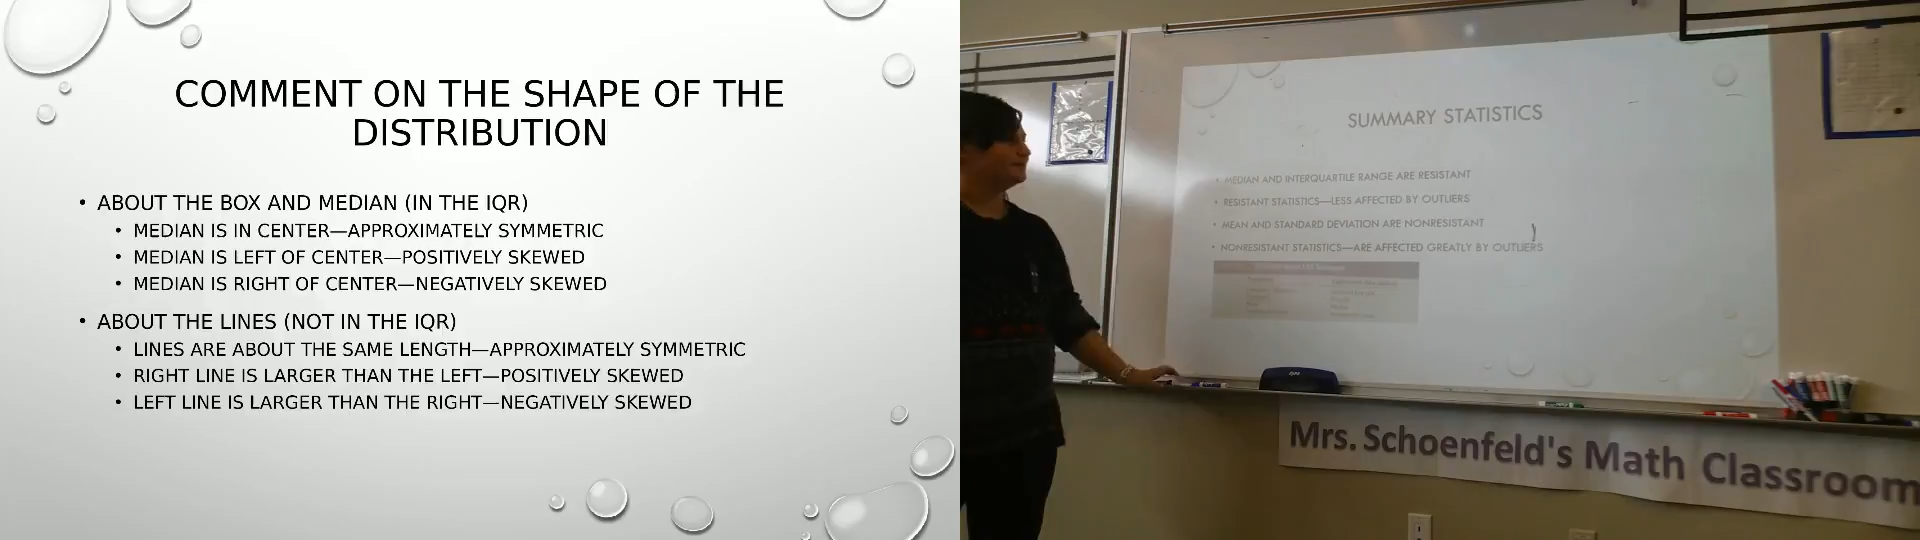 COMMENT ON THE SHAPE OF THE
DISTRIBUTION
• ABOUT THE BOX AND MEDIAN (IN THE IQR)
• MEDIAN IS IN CENTER—APPROXIMATELY SYMMETRIC
• MEDIAN IS LEFT OF CENTER—POSITIVELY SKEWED
• MEDIAN IS RIGHT OF CENTER—NEGATIVELY SKEWED
• ABOUT THE LINES (NOT IN THE IQR)
• LINES ARE ABOUT THE SAME LENGTH—APPROXIMATELY SYMMETRIC
• RIGHT LINE IS LARGER THAN THE LEFT—POSITIVELY SKEWED
• LEFT LINE IS LARGER THAN THE RIGHT—NEGATIVELY SKEWED
SUMMARY STATISTICS
• MEDIAN AND INTERQUARTILE RANGE ARE RESISTANT
• RESISTANT STATISTICS—LESS AFFECTED BY OUTLIERS
• MEAN AND STANDARD DEVIATION ARE NONRESISTANT
• NONRESISTANT STATISTICS—ARE AFFECTED GREATLY BY OUTLIERS
Mrs. Schoenfeld's Math Classroom